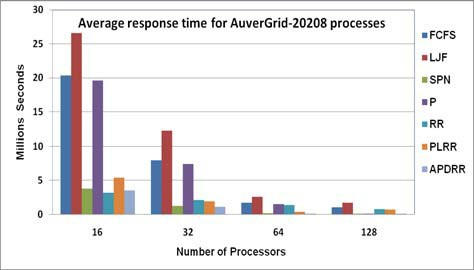 Average response time for AuverGrid-20208 processes
30
25
20
15
10
5
0
Millions Seconds
16
32
64
128
Number of Processors
FCFS
LJF
SPN
P
RR
PLRR
APDRR